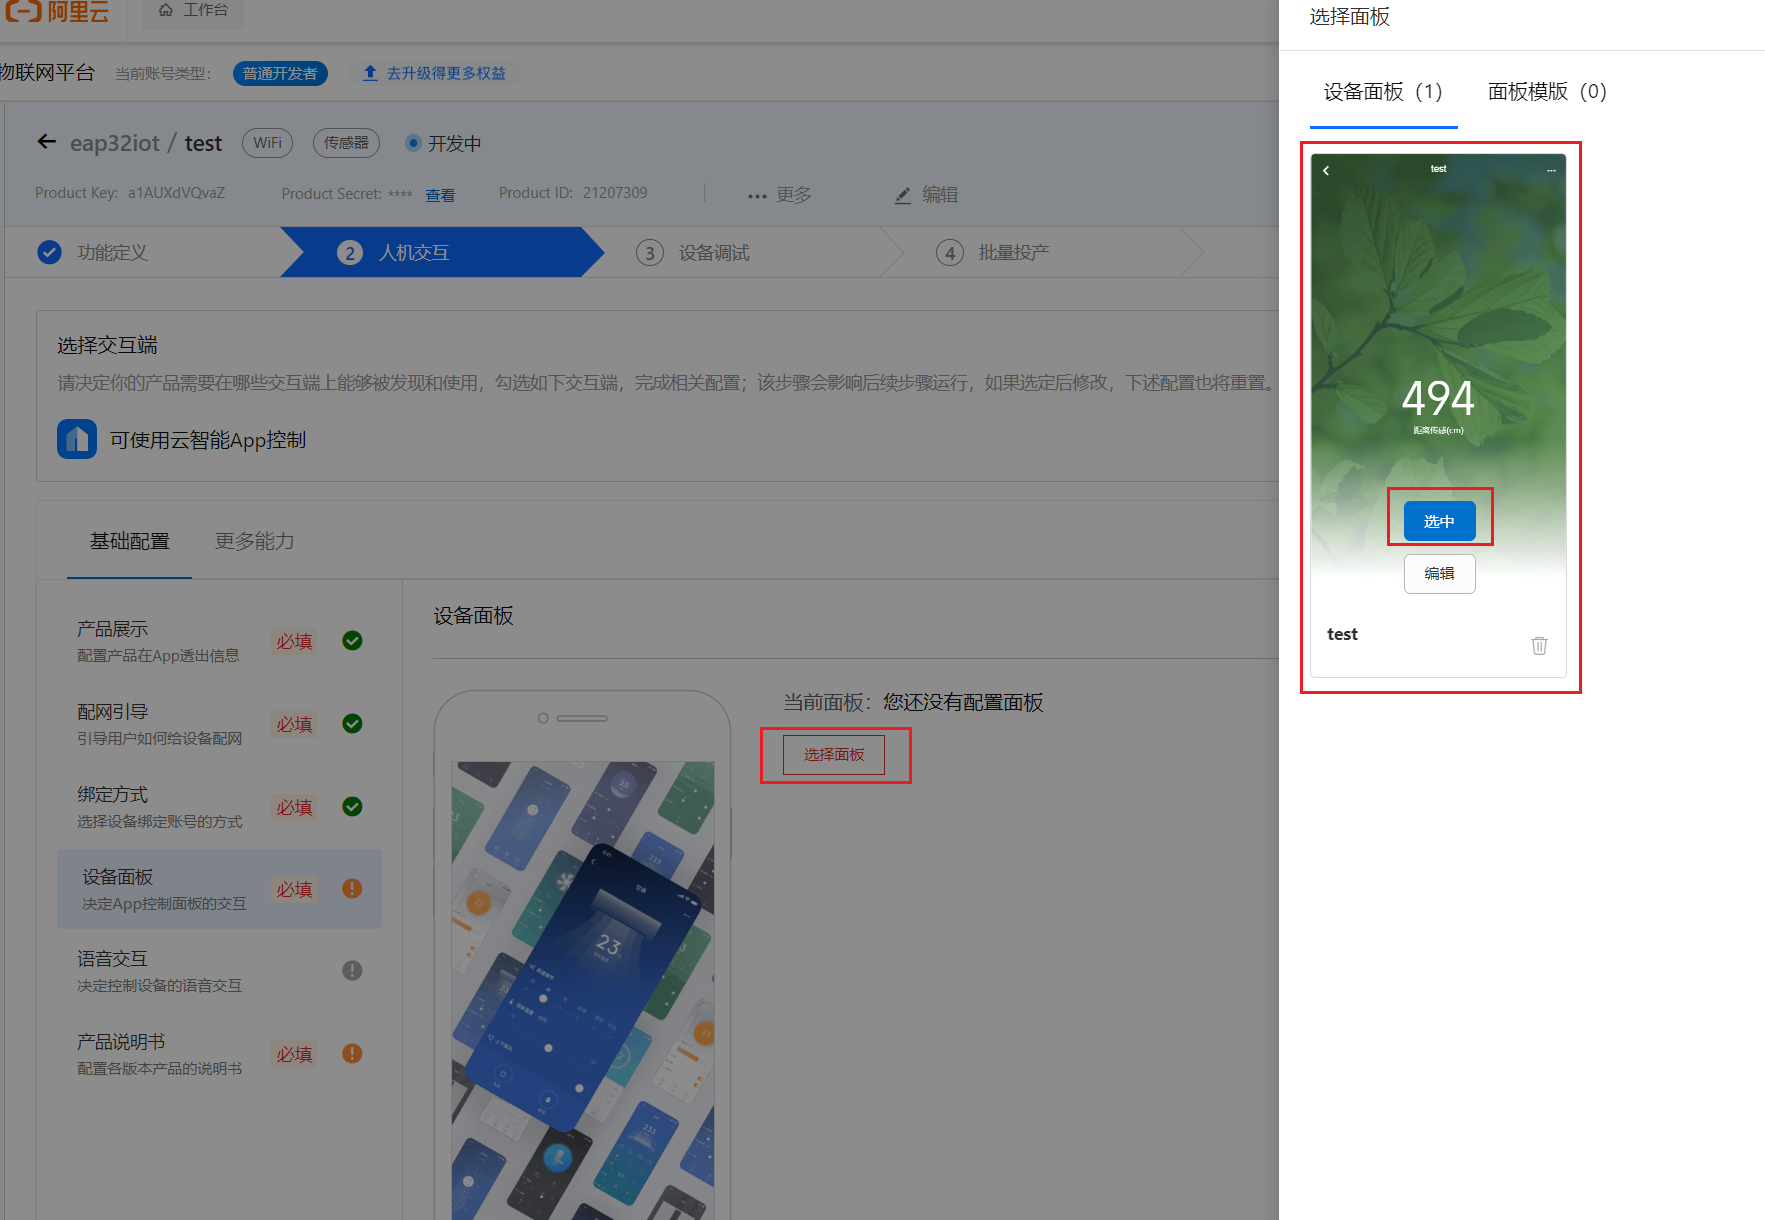 阿里云
工作台
物联网平台
当前账号类型：
普通开发者
去升级得更多权益
eap32iot / test
WiFi
传感器
开发中
Product Key: a1AUXdVQvaZ
Product Secret: ****
查看
Product ID: 21207309
更多
编辑
功能定义
2 人机交互
3 设备调试
4 批量投产
选择交互端
请决定你的产品需要在哪些交互端上能够被发现和使用，勾选如下交互端，完成相关配置；该步骤会影响后续步骤运行，如果选定后修改，下述配置也将重置。
可使用云智能App控制
基础配置
更多能力
产品展示
配置产品在App透出信息
必填
配网引导
引导用户如何给设备配网
必填
绑定方式
选择设备绑定账号的方式
必填
设备面板
决定App控制面板的交互
必填
语音交互
决定控制设备的语音交互
产品说明书
配置各版本产品的说明书
必填
设备面板
当前面板：您还没有配置面板
选择面板
23
233
23
233
选择面板
设备面板（1）
面板模版（0）
test
494
距离传感(cm)
选中
编辑
test